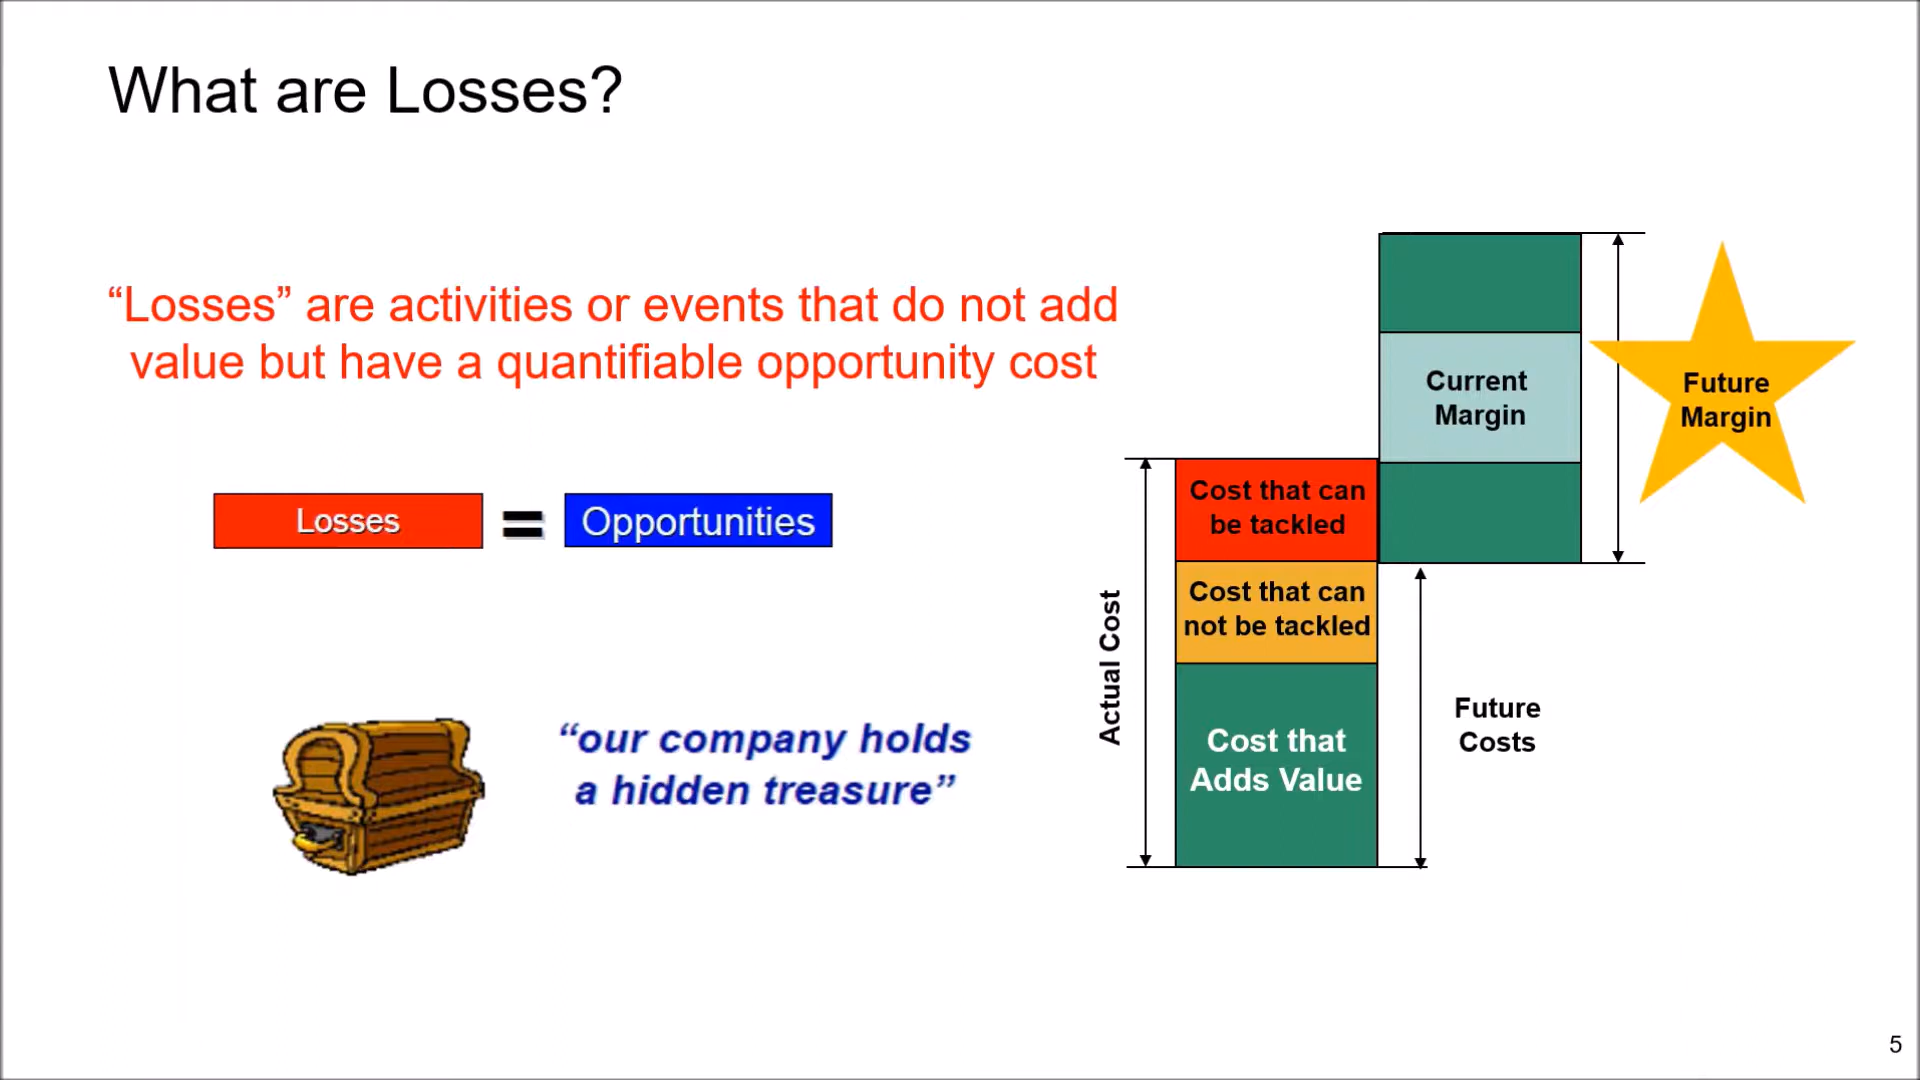 What are Losses?
“Losses” are activities or events that do not add
value but have a quantifiable opportunity cost
Losses = Opportunities
“our company holds
a hidden treasure”
Current
Margin
Future
Margin
Cost that can
be tackled
Cost that can
not be tackled
Cost that
Adds Value
Actual Cost
Future
Costs
5